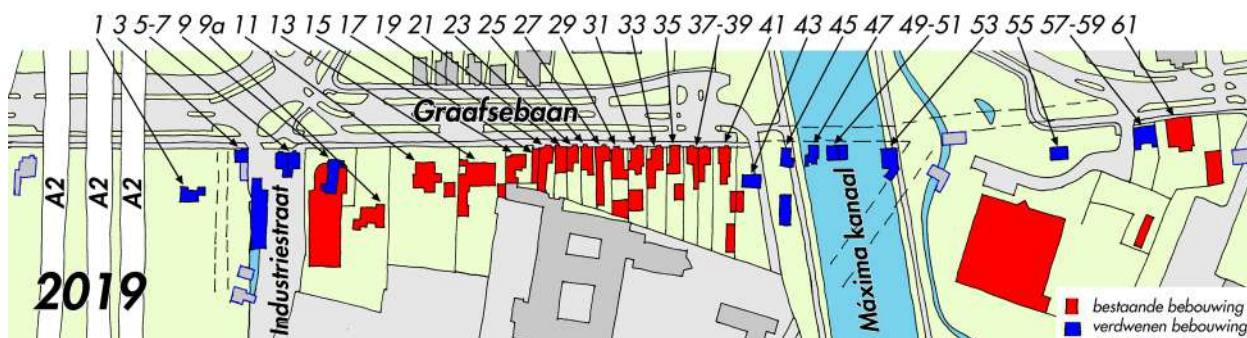 1 3 5-7 9 9a 11 13 15 17 19 21 23 25 27 29 31 33 35 37-39 41 43 45 47 49-51 53 55 57-59 61
Graafsebaan
A2 A2 A2
Industriestraat
Máxima kanaal
2019
bestaande bebouwing
verdwenen bebouwing